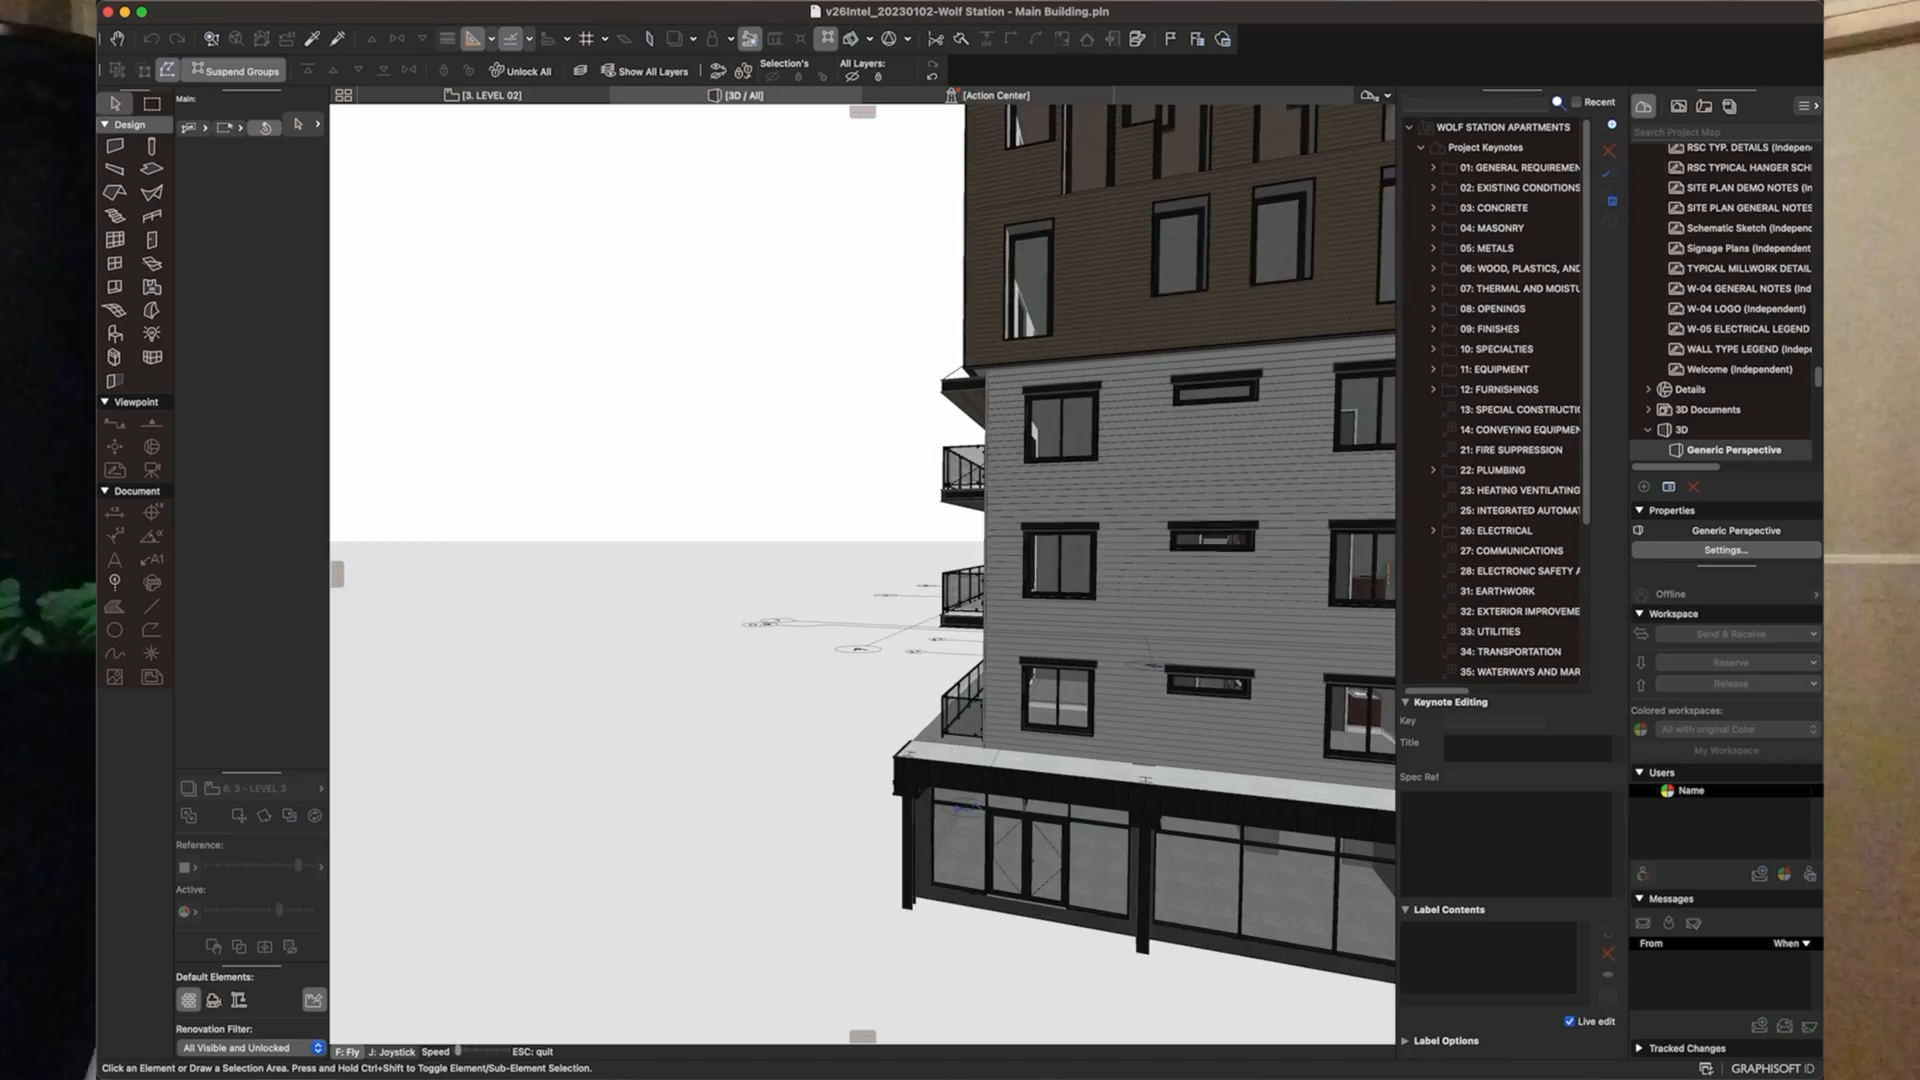 v26Intel_20230102-Wolf Station - Main Building.pln
Suspend Groups
Unlock All
Show All Layers
Selection's
All Layers:
Main:
[3. LEVEL 02]
[3D / All]
[Action Center]
Recent
Design
Viewpoint
Document
6. 3 - LEVEL 3
Reference:
Active:
Default Elements:
Renovation Filter:
All Visible and Unlocked
F: Fly
J: Joystick
Speed
ESC: quit
Click an Element or Draw a Selection Area. Press and Hold Ctrl+Shift to Toggle Element/Sub-Element Selection.
WOLF STATION APARTMENTS
Project Keynotes
01: GENERAL REQUIREMEN
02: EXISTING CONDITIONS
03: CONCRETE
04: MASONRY
05: METALS
06: WOOD, PLASTICS, AND
07: THERMAL AND MOISTU
08: OPENINGS
09: FINISHES
10: SPECIALTIES
11: EQUIPMENT
12: FURNISHINGS
13: SPECIAL CONSTRUCTIO
14: CONVEYING EQUIPMEN
21: FIRE SUPPRESSION
22: PLUMBING
23: HEATING VENTILATING
25: INTEGRATED AUTOMAT
26: ELECTRICAL
27: COMMUNICATIONS
28: ELECTRONIC SAFETY A
31: EARTHWORK
32: EXTERIOR IMPROVEME
33: UTILITIES
34: TRANSPORTATION
35: WATERWAYS AND MAR
Keynote Editing
Key
Title
Spec Ref
Label Contents
Live edit
Label Options
Search Project Map
RSC TYP. DETAILS (Indepen
RSC TYPICAL HANGER SCH
SITE PLAN DEMO NOTES (In
SITE PLAN GENERAL NOTES
Schematic Sketch (Indepenc
Signage Plans (Independent
TYPICAL MILLWORK DETAIL
W-04 GENERAL NOTES (Ind
W-04 LOGO (Independent)
W-05 ELECTRICAL LEGEND
WALL TYPE LEGEND (Indepe
Welcome (Independent)
Details
3D Documents
3D
Generic Perspective
Properties
Generic Perspective
Settings...
Offline
Workspace
Send & Receive
Reserve
Release
Colored workspaces:
All with original Color
My Workspace
Users
Name
Messages
From
When
Tracked Changes
GRAPHISOFT ID